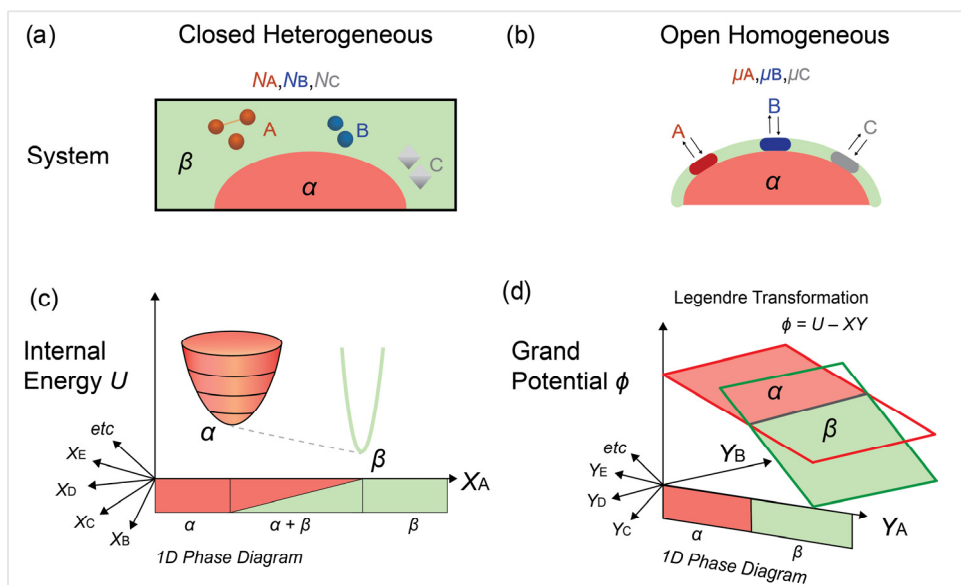 (a)
Closed Heterogeneous
NA,NB,NC
System
β
A
B
C
α
(b)
Open Homogeneous
μA,μB,μC
A
B
C
α
(c)
Internal
Energy U
α
β
etc
XE
XD
XC
XB
XA
α
α + β
β
1D Phase Diagram
(d)
Legendre Transformation
ϕ = U – XY
Grand
Potential ϕ
α
β
YB
etc
YE
YD
YC
YA
α
β
1D Phase Diagram